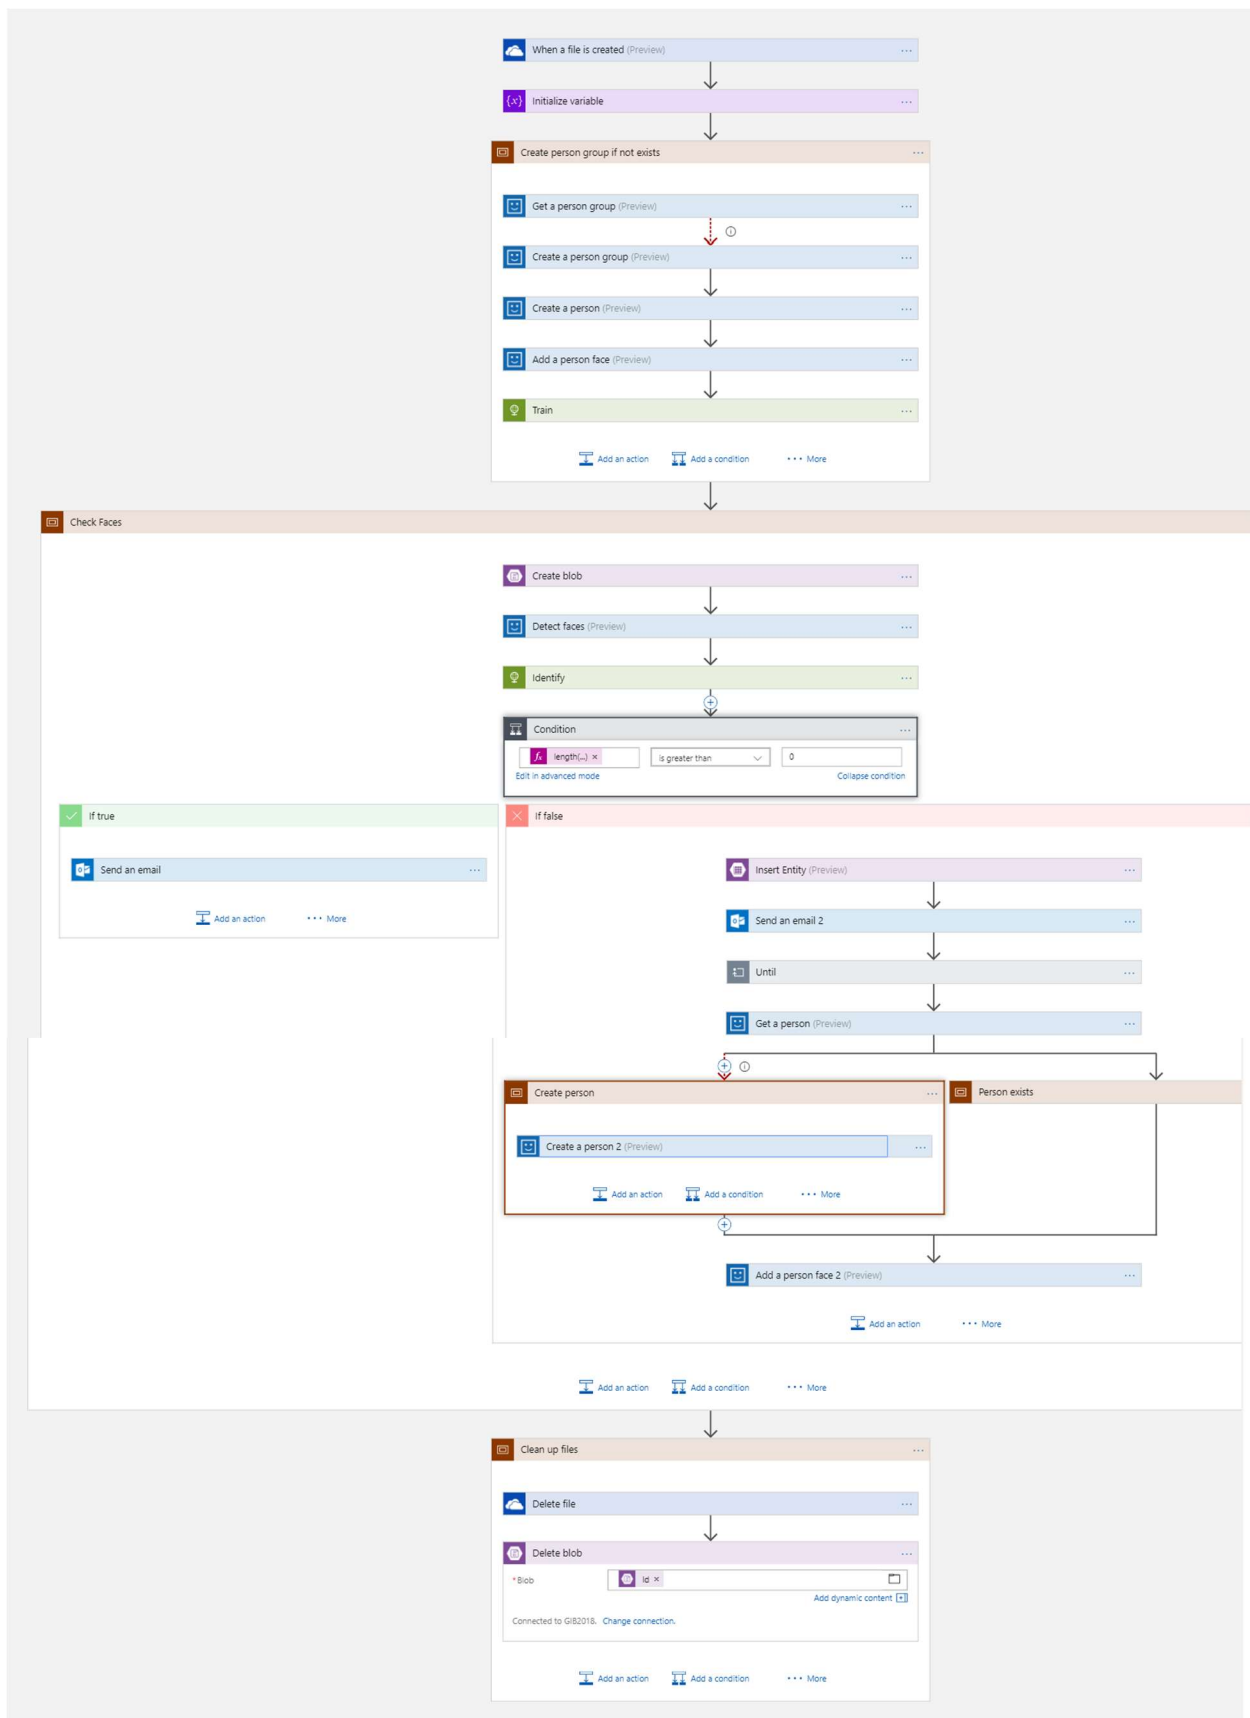 When a file is created (Preview)
{x} Initialize variable
Create person group if not exists
Get a person group (Preview)
Create a person group (Preview)
Create a person (Preview)
Add a person face (Preview)
Train
Add an action Add a condition ... More
Check Faces
Create blob
Detect faces (Preview)
Identify
Condition
fx length(...) × is greater than 0
Edit in advanced mode Collapse condition
If true
Send an email
Add an action ... More
If false
Insert Entity (Preview)
Send an email 2
Until
Get a person (Preview)
Create person
Create a person 2 (Preview)
Add an action Add a condition ... More
Person exists
Add a person face 2 (Preview)
Add an action ... More
Add an action Add a condition ... More
Clean up files
Delete file
Delete blob
*Blob Id ×
Add dynamic content
Connected to GIB2018. Change connection.
Add an action Add a condition ... More